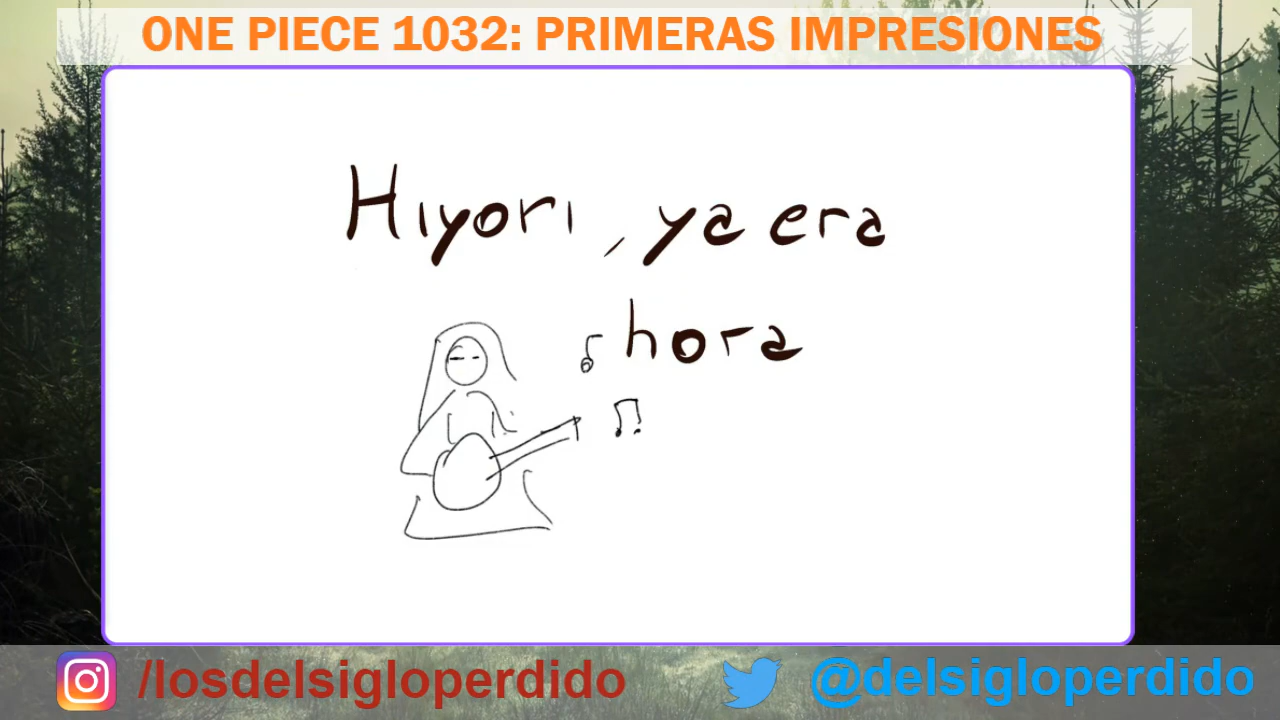 ONE PIECE 1032: PRIMERAS IMPRESIONES
Hiyori, ya era
hora
/losdelsigloperdido
@delsigloperdido